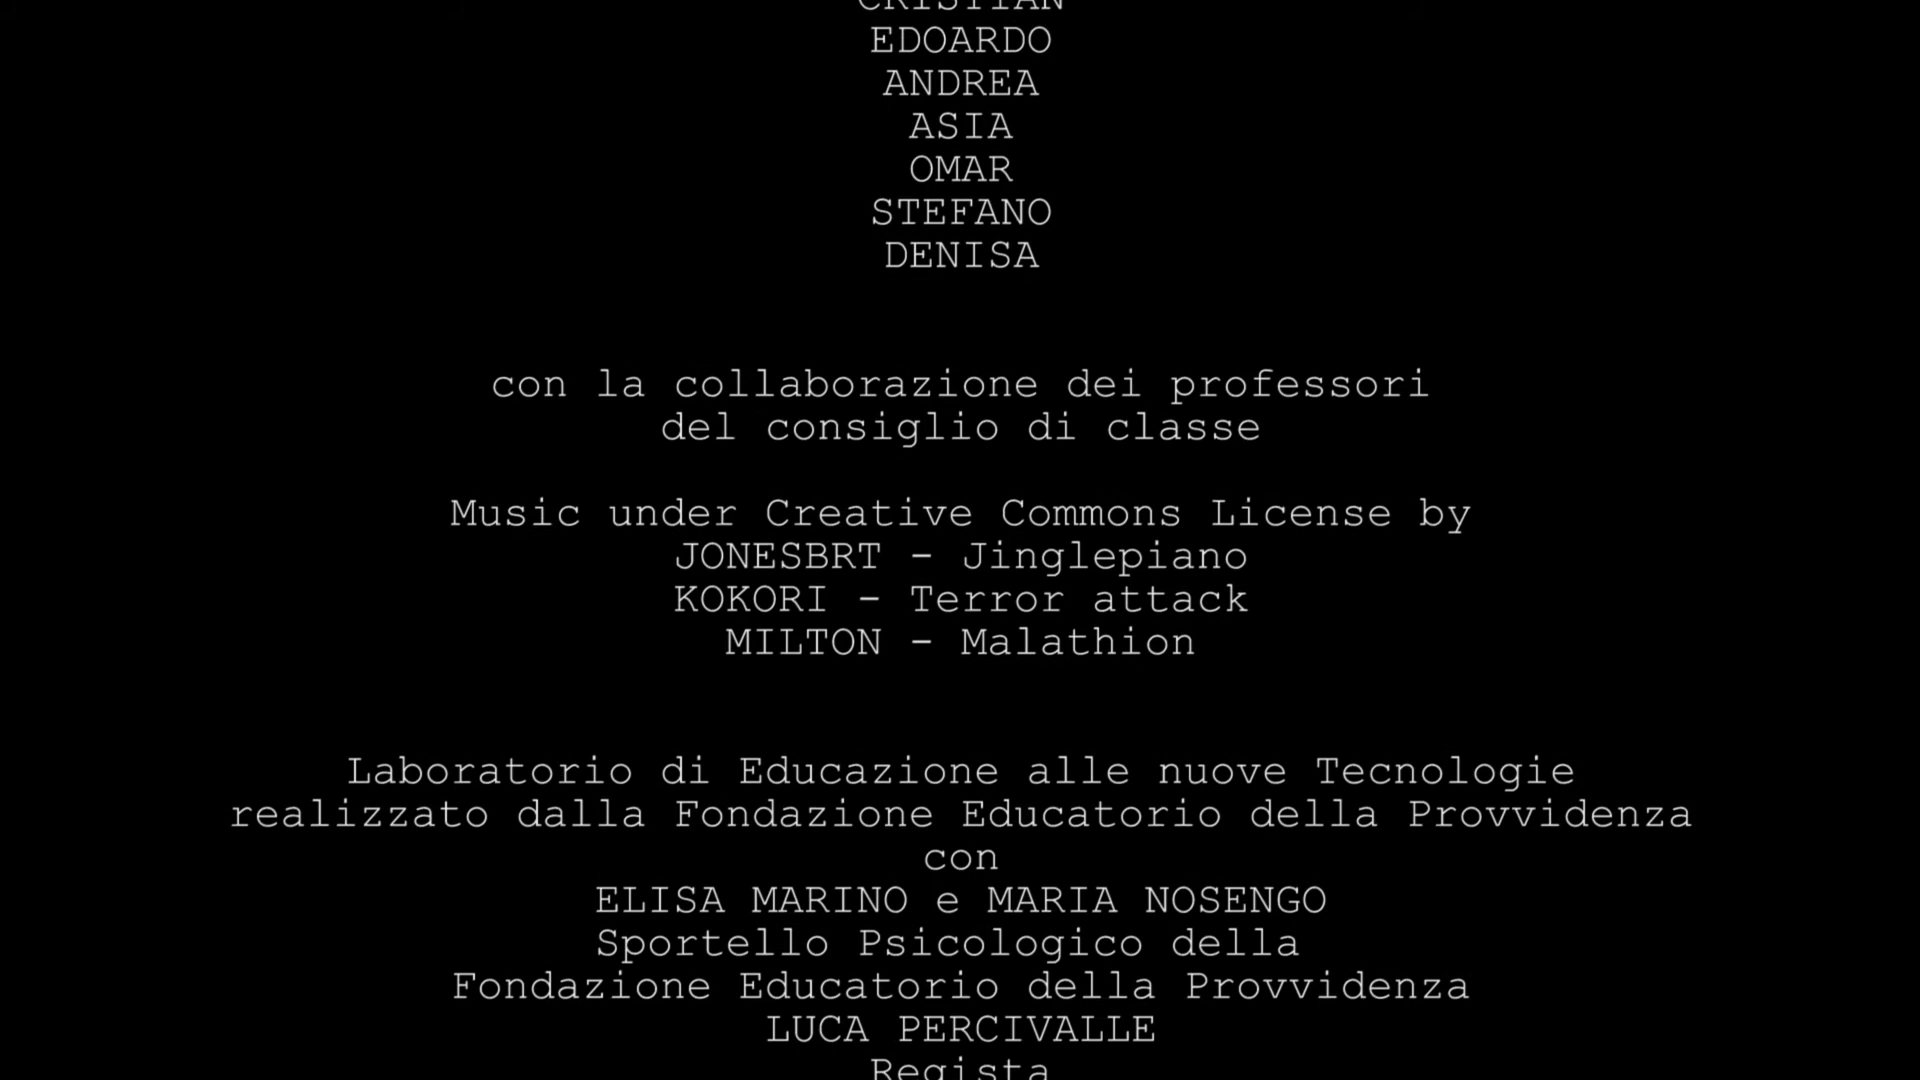 CRISTIAN
EDOARDO
ANDREA
ASIA
OMAR
STEFANO
DENISA
con la collaborazione dei professori
del consiglio di classe
Music under Creative Commons License by
JONESBRT - Jinglepiano
KOKORI - Terror attack
MILTON - Malathion
Laboratorio di Educazione alle nuove Tecnologie
realizzato dalla Fondazione Educatorio della Provvidenza
con
ELISA MARINO e MARIA NOSENGO
Sportello Psicologico della
Fondazione Educatorio della Provvidenza
LUCA PERCIVALLE
Regista